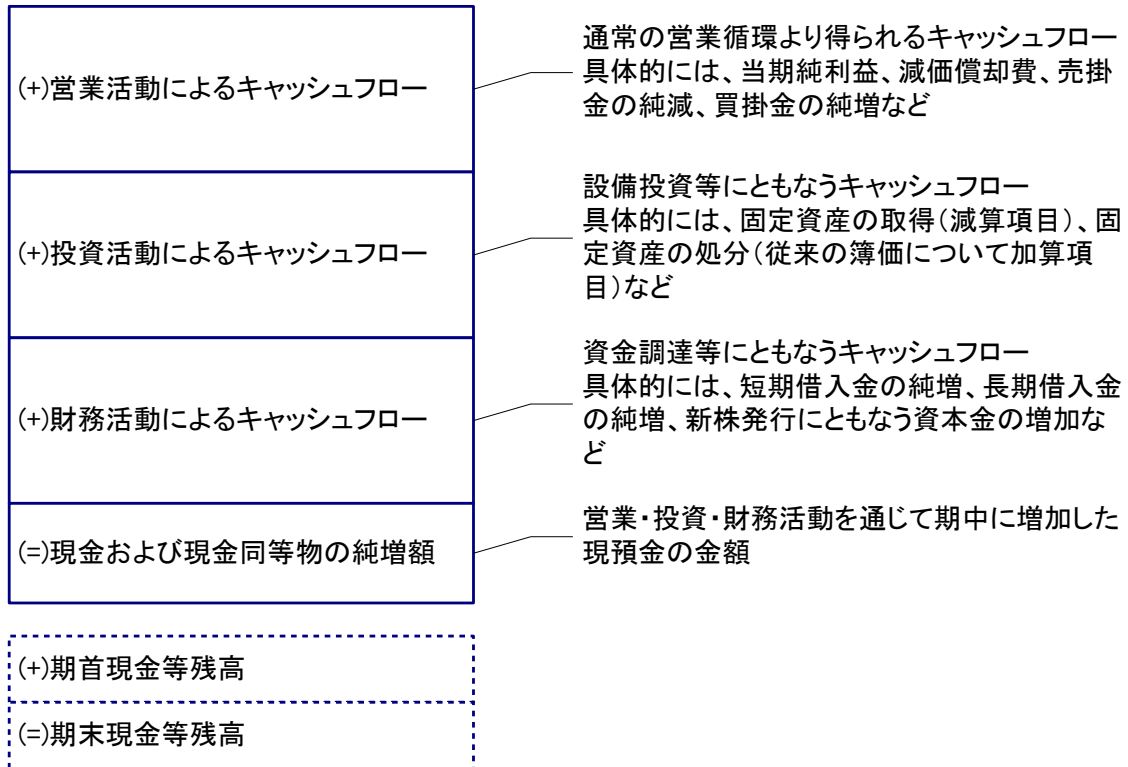 (+)営業活動によるキャッシュフロー
通常の営業循環より得られるキャッシュフロー
具体的には、当期純利益、減価償却費、売掛
金の純減、買掛金の純増など
(+)投資活動によるキャッシュフロー
設備投資等にともなうキャッシュフロー
具体的には、固定資産の取得(減算項目)、固
定資産の処分(従来の簿価について加算項
目)など
(+)財務活動によるキャッシュフロー
資金調達等にともなうキャッシュフロー
具体的には、短期借入金の純増、長期借入金
の純増、新株発行にともなう資本金の増加な
ど
(=)現金および現金同等物の純増額
営業・投資・財務活動を通じて期中に増加した
現預金の金額
(+)期首現金等残高
(=)期末現金等残高